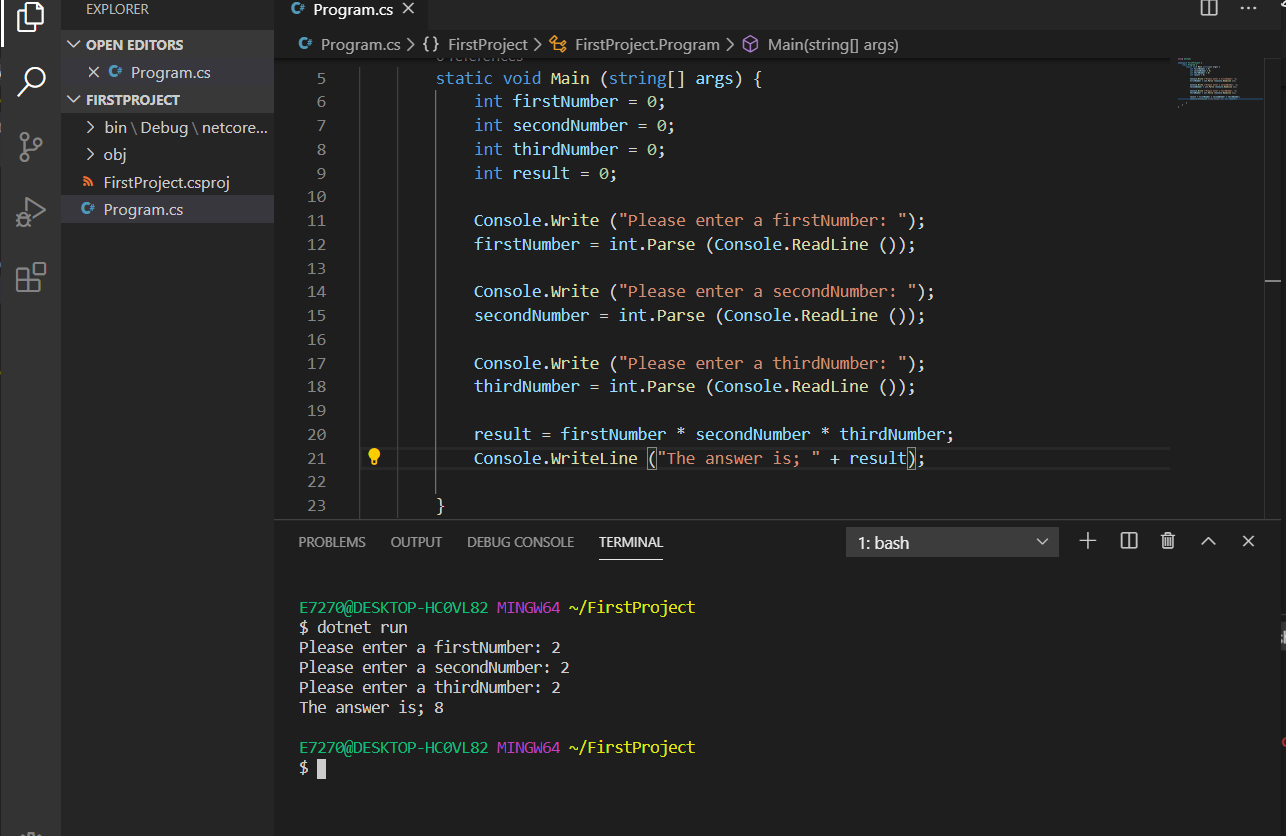 EXPLORER
OPEN EDITORS
Program.cs
FIRSTPROJECT
bin \ Debug \ netcore...
obj
FirstProject.csproj
C# Program.cs
C# Program.cs
C# Program.cs > {} FirstProject > FirstProject.Program > Main(string[] args)
0 references
5 static void Main (string[] args) {
6 int firstNumber = 0;
7 int secondNumber = 0;
8 int thirdNumber = 0;
9 int result = 0;
10
11 Console.Write ("Please enter a firstNumber: ");
12 firstNumber = int.Parse (Console.ReadLine ());
13
14 Console.Write ("Please enter a secondNumber: ");
15 secondNumber = int.Parse (Console.ReadLine ());
16
17 Console.Write ("Please enter a thirdNumber: ");
18 thirdNumber = int.Parse (Console.ReadLine ());
19
20 result = firstNumber * secondNumber * thirdNumber;
21 Console.WriteLine ("The answer is; " + result);
22
23 }
PROBLEMS OUTPUT DEBUG CONSOLE TERMINAL 1: bash
E7270@DESKTOP-HC0VL82 MINGW64 ~/FirstProject
$ dotnet run
Please enter a firstNumber: 2
Please enter a secondNumber: 2
Please enter a thirdNumber: 2
The answer is; 8
E7270@DESKTOP-HC0VL82 MINGW64 ~/FirstProject
$